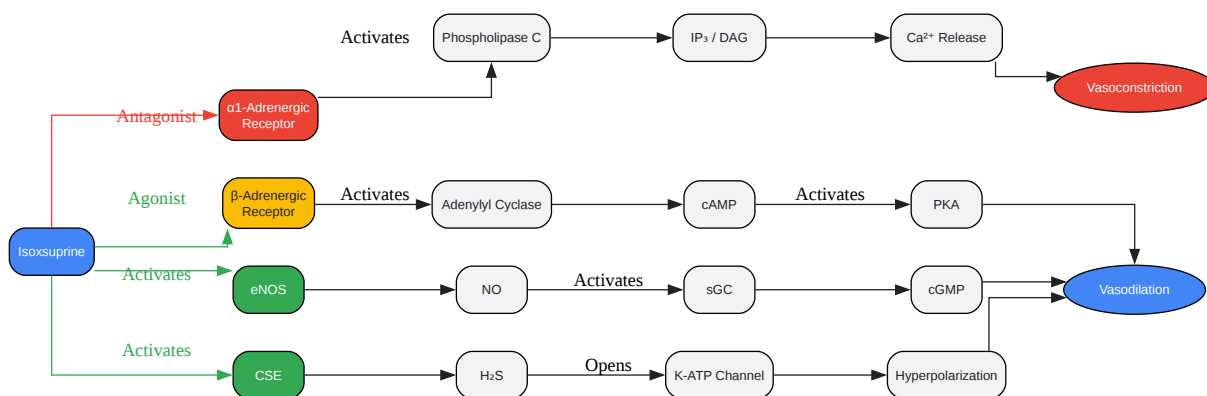 Activates
Phospholipase C
IP₃ / DAG
Ca²⁺ Release
Vasoconstriction
Antagonist
α1-Adrenergic
Receptor
Agonist
β-Adrenergic
Receptor
Activates
Adenylyl Cyclase
cAMP
Activates
PKA
Isoxsuprine
Activates
eNOS
NO
Activates
sGC
cGMP
Vasodilation
Activates
CSE
H₂S
Opens
K-ATP Channel
Hyperpolarization